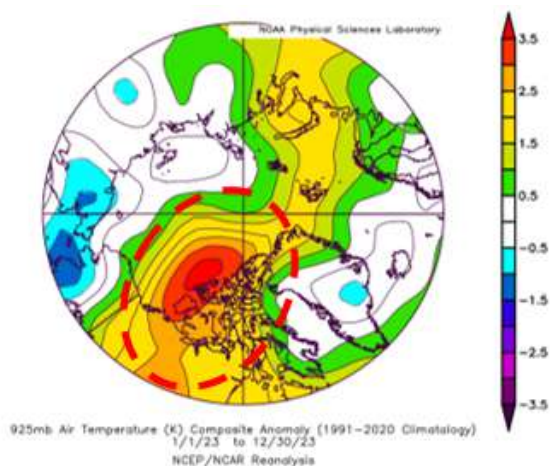 NOAA Physical Sciences Laboratory
3.5
2.5
1.5
0.5
-0.5
-1.5
-2.5
-3.5
925mb Air Temperature (K) Composite Anomaly (1991-2020 Climatology)
1/1/23 to 12/30/23
NCEP/NCAR Reanalysis